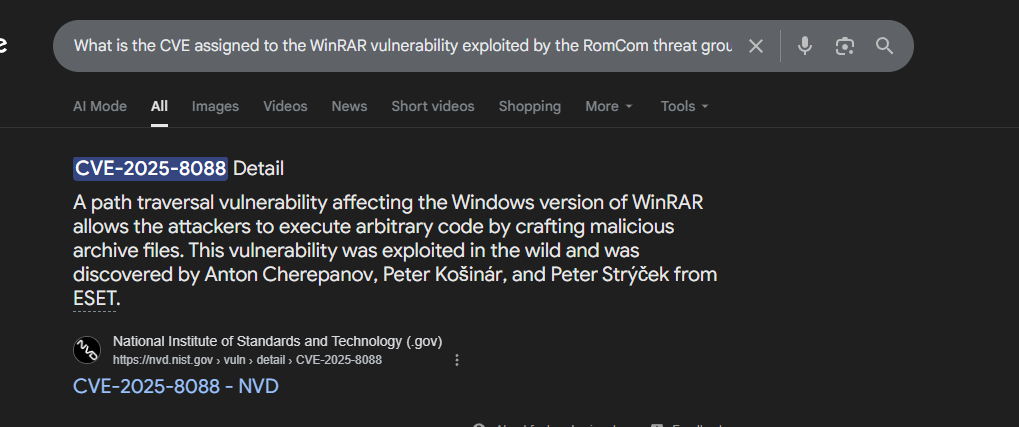 What is the CVE assigned to the WinRAR vulnerability exploited by the RomCom threat grou
AI Mode All Images Videos News Short videos Shopping More Tools
CVE-2025-8088 Detail
A path traversal vulnerability affecting the Windows version of WinRAR
allows the attackers to execute arbitrary code by crafting malicious
archive files. This vulnerability was exploited in the wild and was
discovered by Anton Cherepanov, Peter Košinár, and Peter Strýček from
ESET.
National Institute of Standards and Technology (.gov)
https://nvd.nist.gov › vuln › detail › CVE-2025-8088
CVE-2025-8088 - NVD